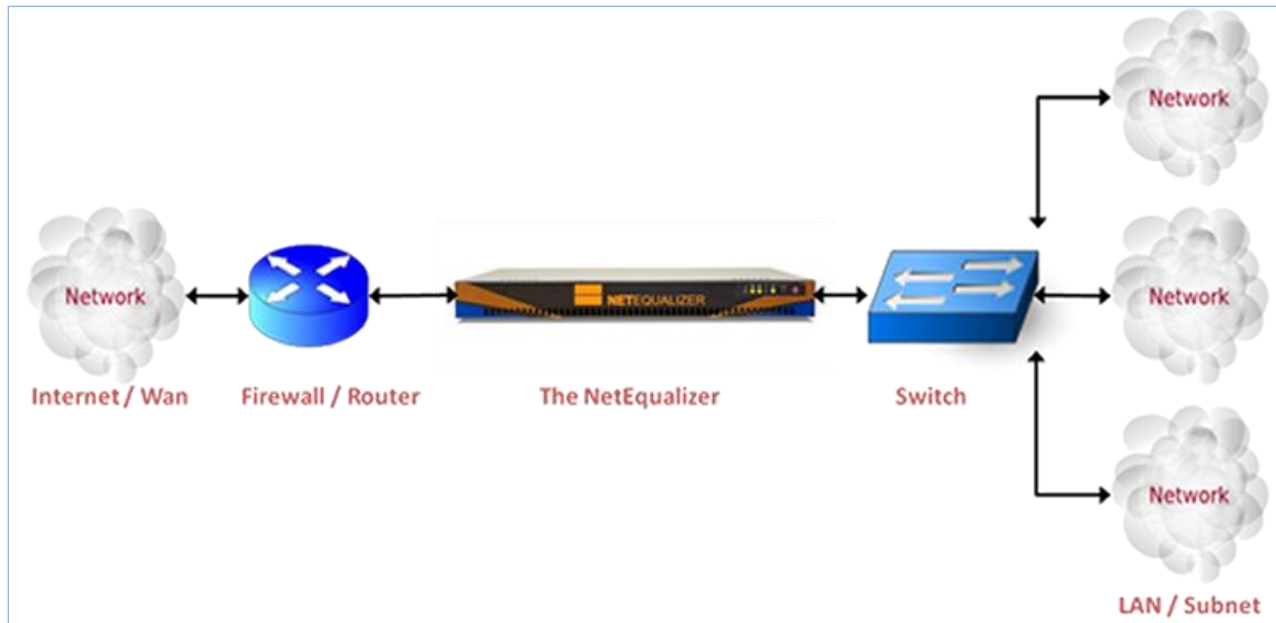 Network
Network
Network
NETEQUALIZER
Internet / Wan
Firewall / Router
The NetEqualizer
Switch
Network
LAN / Subnet